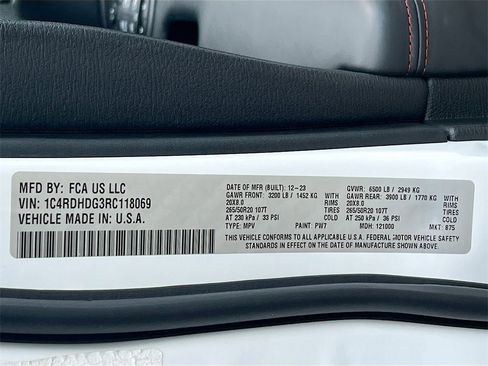 MFD BY: FCA US LLC
VIN: 1C4RDHDG3RC118069
VEHICLE MADE IN: U.S.A.
DATE OF MFR (BUILT): 12-23 GVWR: 6500 LB / 2949 KG
GAWR FRONT: 3200 LB / 1452 KG WITH GAWR REAR: 3900 LB / 1770 KG WITH
20X8.0 RIMS 20X8.0 RIMS
265/50R20 107T TIRES 265/50R20 107T TIRES
AT 230 kPa / 33 PSI COLD AT 250 kPa / 36 PSI COLD
TYPE: MPV PAINT: PW7 MDH: 121000 MKT: 875
THIS VEHICLE CONFORMS TO ALL APPLICABLE U.S.A. FEDERAL MOTOR VEHICLE SAFETY
STANDARDS IN EFFECT ON THE DATE OF MANUFACTURE SHOWN ABOVE.